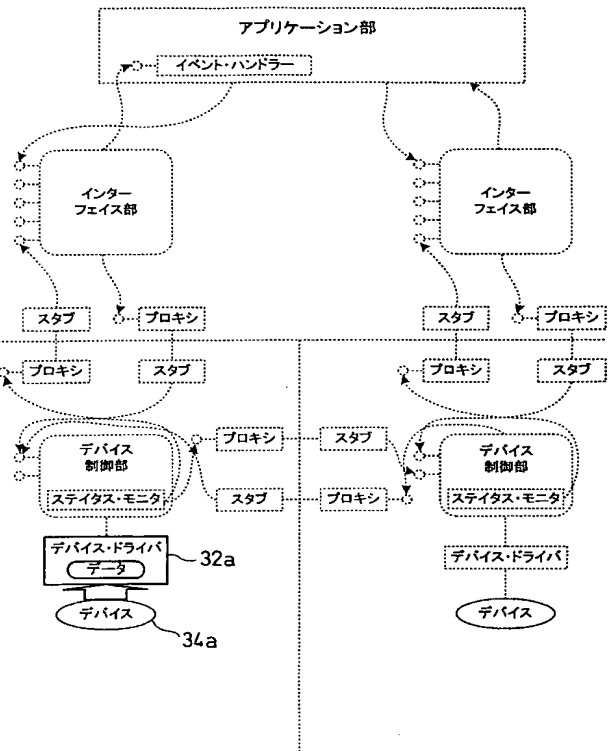 アプリケーション部
イベント・ハンドラー
インター
フェイス部
インター
フェイス部
スタブ
プロキシ
スタブ
プロキシ
プロキシ
スタブ
プロキシ
スタブ
デバイス
制御部
ステイタス・モニタ
プロキシ
スタブ
スタブ
プロキシ
デバイス
制御部
ステイタス・モニタ
デバイス・ドライバ
データ
32a
デバイス・ドライバ
デバイス
34a
デバイス